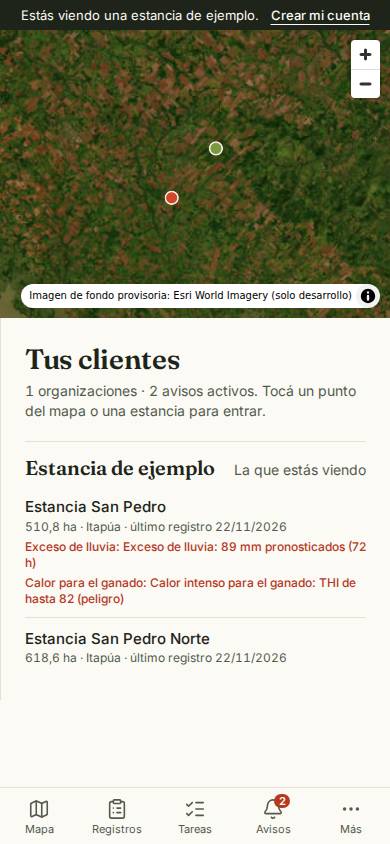 Estás viendo una estancia de ejemplo. Crear mi cuenta
+
−
Imagen de fondo provisoria: Esri World Imagery (solo desarrollo)
Tus clientes
1 organizaciones · 2 avisos activos. Tocá un punto
del mapa o una estancia para entrar.
Estancia de ejemplo La que estás viendo
Estancia San Pedro
510,8 ha · Itapúa · último registro 22/11/2026
Exceso de lluvia: Exceso de lluvia: 89 mm pronosticados (72
h)
Calor para el ganado: Calor intenso para el ganado: THI de
hasta 82 (peligro)
Estancia San Pedro Norte
618,6 ha · Itapúa · último registro 22/11/2026
2
Mapa Registros Tareas Avisos Más